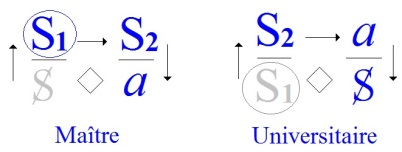 S1 → S2 S2 → a
$ ◇ a S1 ◇ $
Maître Universitaire